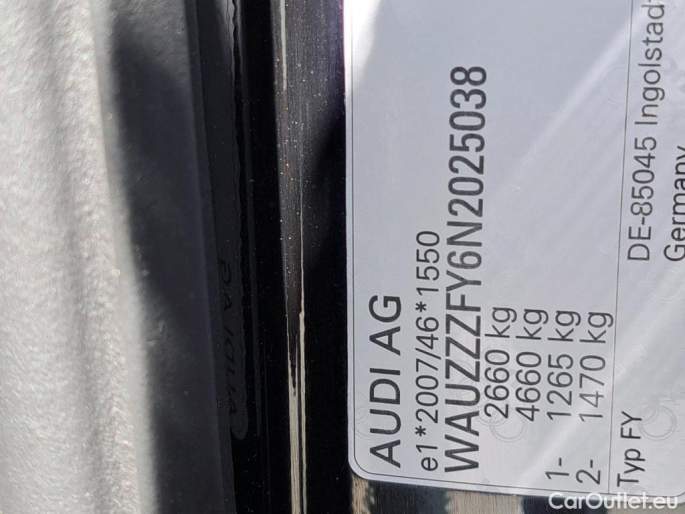 AUDI AG
e1*2007/46*1550
WAUZZZFY6N2025038
2660 kg
4660 kg
1- 1265 kg
2- 1470 kg
Typ FY
DE-85045 Ingolstadt
Germany
CarOutlet.eu